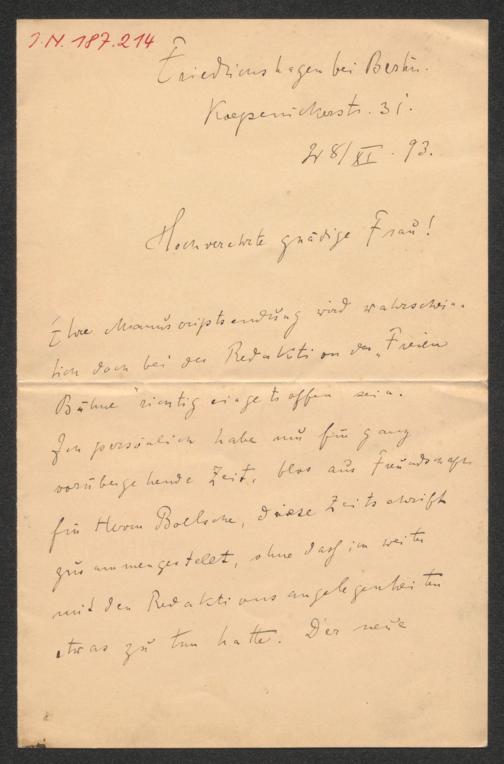 I.N. 187.214
Friedrichshagen bei Berlin.
Koepenickerstr. 31.
28/XI. 93.
Hochverehrte gnädige Frau!
Ihre Manuscriptsendung wird wahrschein-
lich doch bei der Redaktion der „Freien
Bühne" richtig eingetroffen sein.
Ich persönlich habe nur für ganz
vorübergehende Zeit, blos aus Freundschaft
für Herrn Boelsche, diese Zeitschrift
zusammengestellt, ohne daß ich weiter
mit den Redaktionsangelegenheiten
etwas zu tun hatte. Der neue